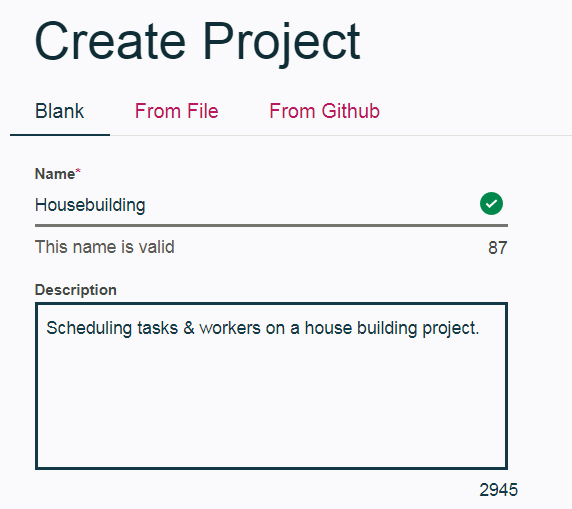 Create Project
Blank From File From Github
Name*
Housebuilding
This name is valid 87
Description
Scheduling tasks & workers on a house building project.
2945